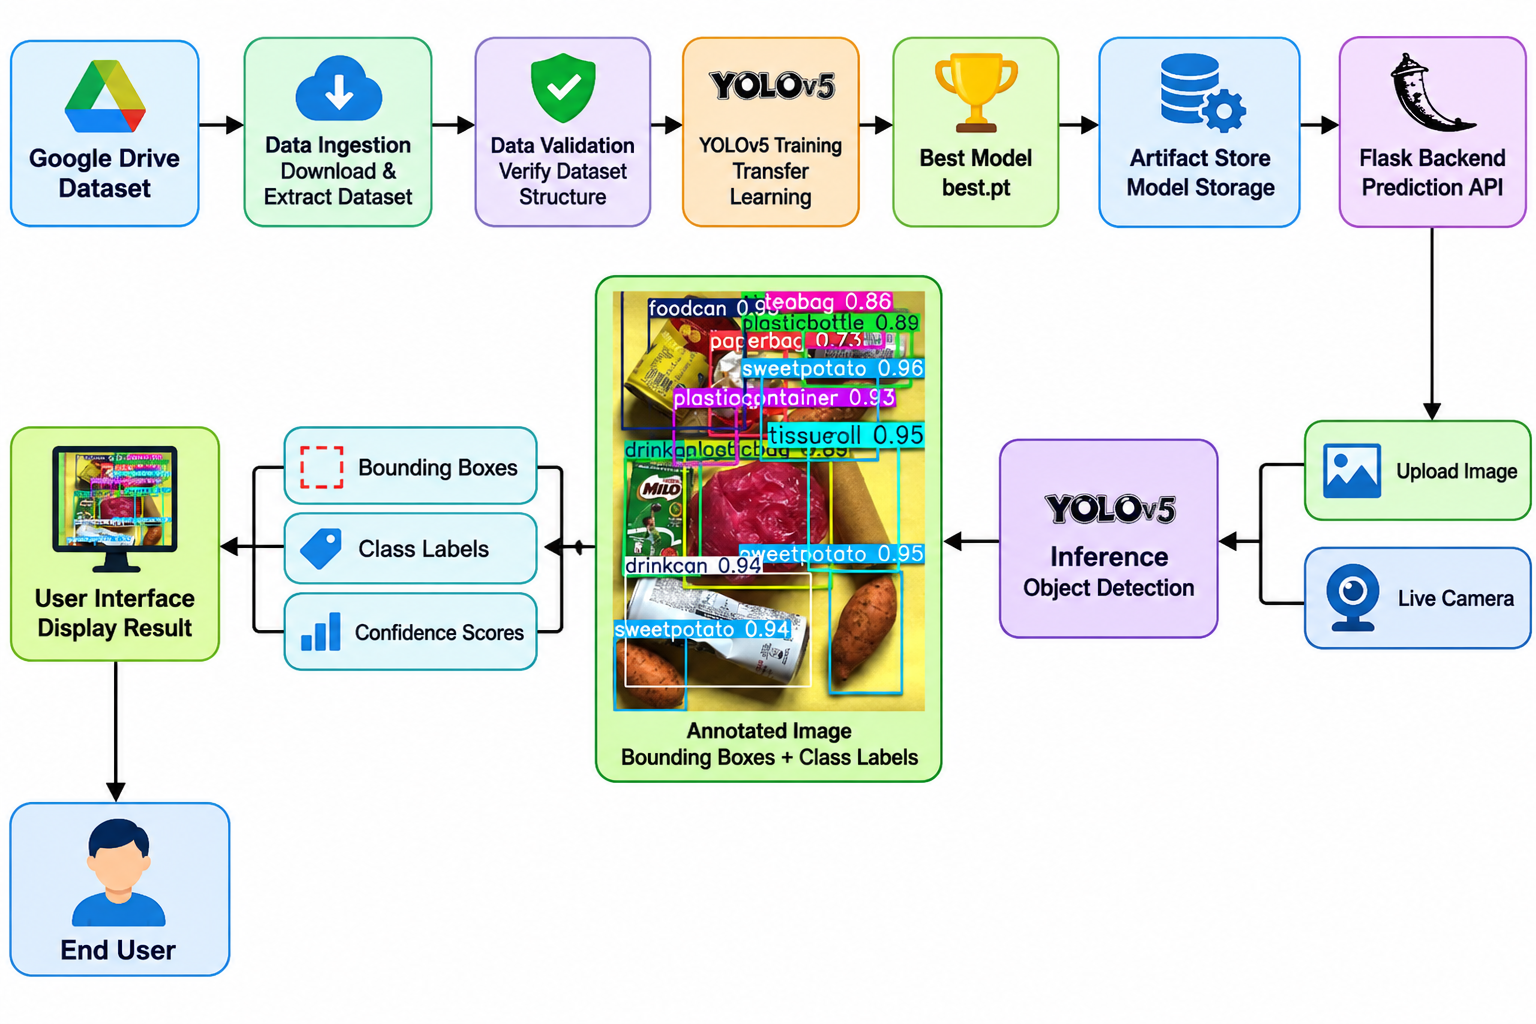 Google Drive
Dataset
Data Ingestion
Download &
Extract Dataset
Data Validation
Verify Dataset
Structure
YOLOv5
YOLOv5 Training
Transfer
Learning
Best Model
best.pt
Artifact Store
Model Storage
Flask Backend
Prediction API
Upload Image
Live Camera
YOLOv5
Inference
Object Detection
foodcan
teabag 0.86
plasticbottle 0.89
paperbag 0.73
sweetpotato 0.96
0.93
0.95
MILO
sweetpotato 0.95
drinkcan 0.94
sweetpotato 0.94
Annotated Image
Bounding Boxes + Class Labels
Bounding Boxes
Class Labels
Confidence Scores
User Interface
Display Result
End User